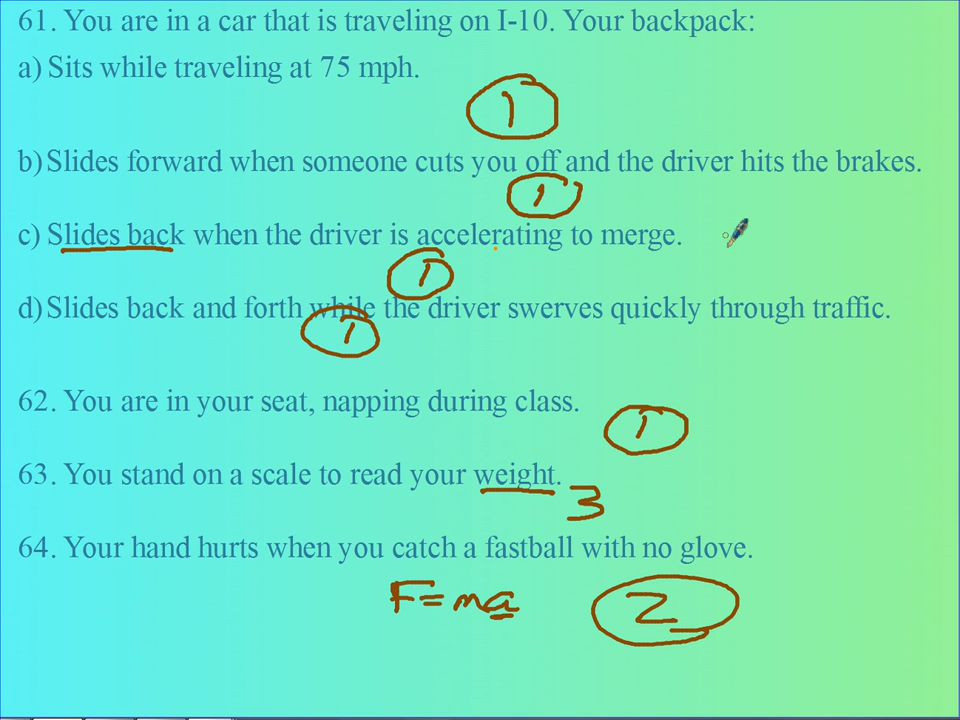 61. You are in a car that is traveling on I-10. Your backpack:
a) Sits while traveling at 75 mph.
1
b) Slides forward when someone cuts you off and the driver hits the brakes.
1
c) Slides back when the driver is accelerating to merge.
1
d) Slides back and forth while the driver swerves quickly through traffic.
1
62. You are in your seat, napping during class.
1
63. You stand on a scale to read your weight.
3
64. Your hand hurts when you catch a fastball with no glove.
F=ma 2